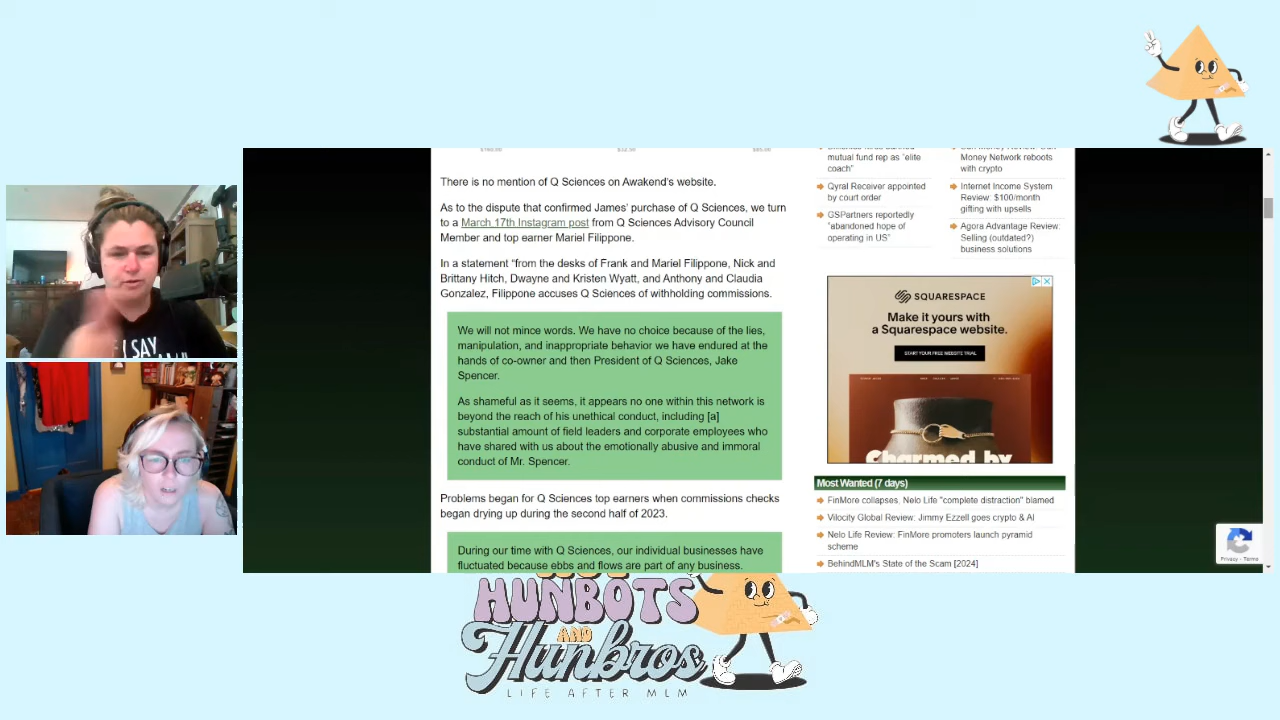 $160.00 $32.50 $85.00
There is no mention of Q Sciences on Awakend's website.
As to the dispute that confirmed James' purchase of Q Sciences, we turn
to a March 17th Instagram post from Q Sciences Advisory Council
Member and top earner Mariel Filippone.
In a statement “from the desks of Frank and Mariel Filippone, Nick and
Brittany Hitch, Dwayne and Kristen Wyatt, and Anthony and Claudia
Gonzalez, Filippone accuses Q Sciences of withholding commissions.
We will not mince words. We have no choice because of the lies,
manipulation, and inappropriate behavior we have endured at the
hands of co-owner and then President of Q Sciences, Jake
Spencer.
As shameful as it seems, it appears no one within this network is
beyond the reach of his unethical conduct, including [a]
substantial amount of field leaders and corporate employees who
have shared with us about the emotionally abusive and immoral
conduct of Mr. Spencer.
Problems began for Q Sciences top earners when commissions checks
began drying up during the second half of 2023.
During our time with Q Sciences, our individual businesses have
fluctuated because ebbs and flows are part of any business.
mutual fund rep as “elite
coach”
Qyral Receiver appointed
by court order
GSPartners reportedly
“abandoned hope of
operating in US”
Money Network reboots
with crypto
Internet Income System
Review: $100/month
gifting with upsells
Agora Advantage Review:
Selling (outdated?)
business solutions
SQUARESPACE
Make it yours with
a Squarespace website.
START YOUR FREE WEBSITE TRIAL
Charmed by
Most Wanted (7 days)
FinMore collapses, Nelo Life "complete distraction" blamed
Vilocity Global Review: Jimmy Ezzell goes crypto & AI
Nelo Life Review: FinMore promoters launch pyramid
scheme
BehindMLM's State of the Scam [2024]
Privacy - Terms
I SAY
HUNBOTS
AND
Hunbros
LIFE AFTER MLM